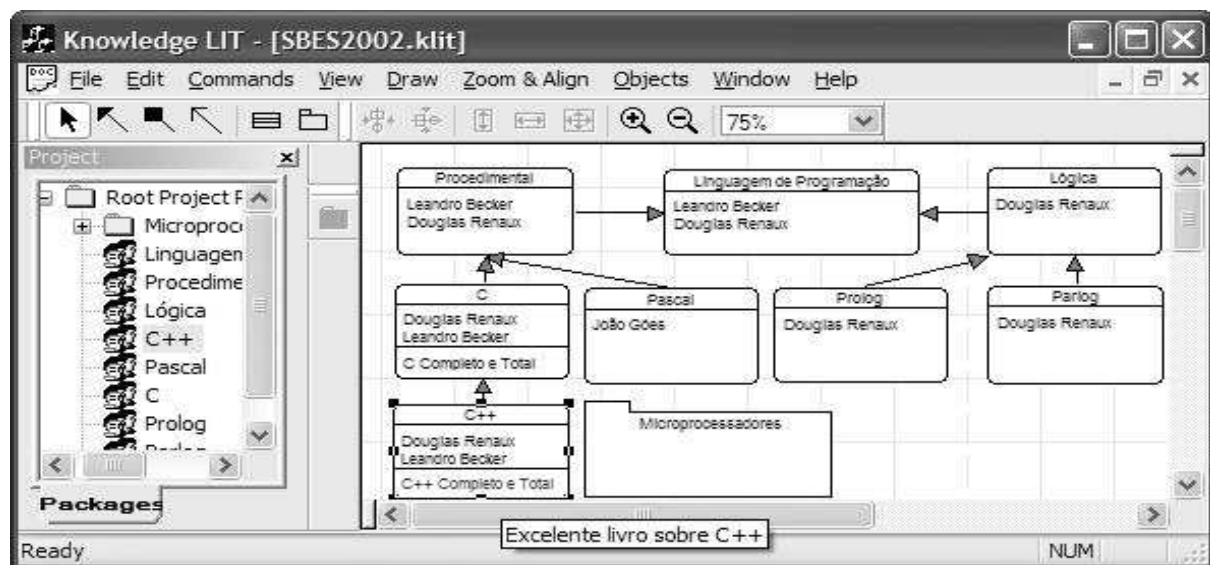 Knowledge LIT - [SBES2002.klit]
File Edit Commands View Draw Zoom & Align Objects Window Help
75%
Project
Root Project F
Microproc
Linguagen
Procedime
Lógica
C++
Pascal
C
Prolog
Packages
Procedimental
Leandro Becker
Douglas Renaux
Linguagem de Programação
Leandro Becker
Douglas Renaux
Lógica
Douglas Renaux
C
Douglas Renaux
Leandro Becker
C Completo e Total
Pascal
João Góes
Prolog
Douglas Renaux
Parlog
Douglas Renaux
C++
Douglas Renaux
Leandro Becker
C++ Completo e Total
Microprocessadores
Excelente livro sobre C++
Ready
NUM